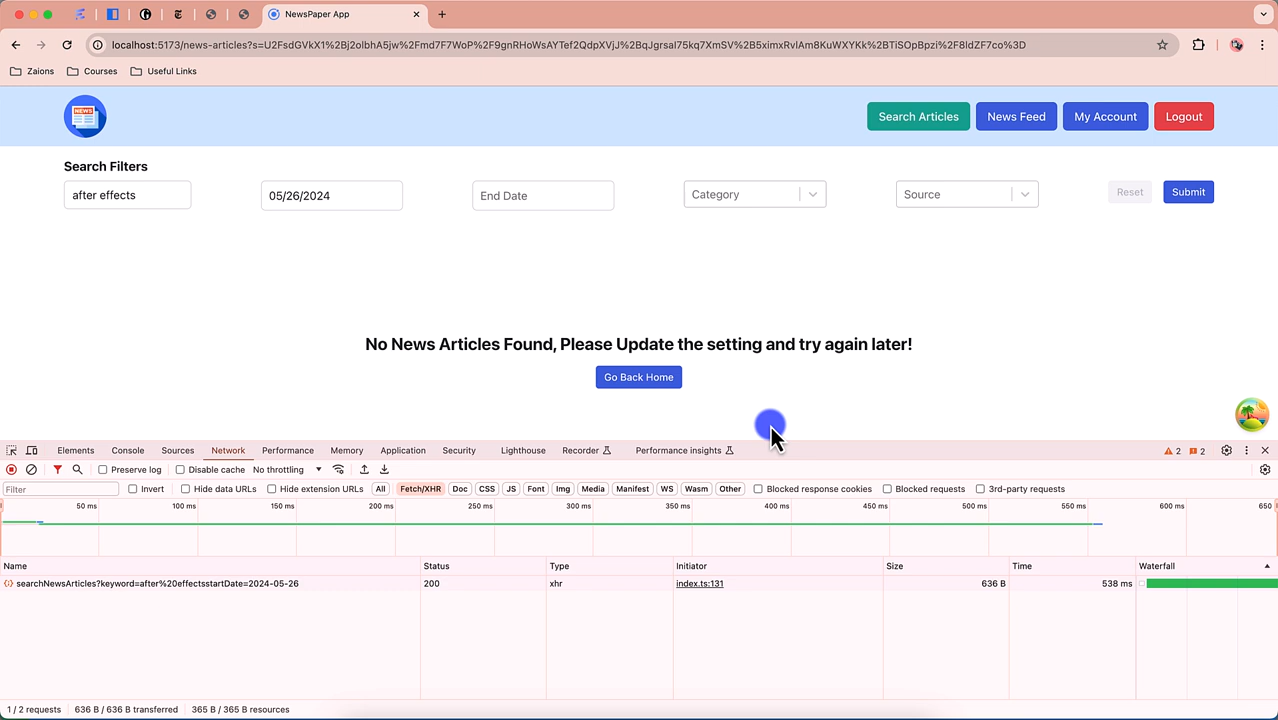 NewsPaper App
localhost:5173/news-articles?s=U2FsdGVkX1%2Bj2olbhA5jw%2Fmd7F7WoP%2F9gnRHoWsAYTef2QdpXVjJ%2BqJgrsaI75kq7XmSV%2B5ximxRvIAm8KuWXYKk%2BTiSOpBpzi%2F8ldZF7co%3D
Zaions Courses Useful Links
NEWS
Search Articles News Feed My Account Logout
Search Filters
after effects 05/26/2024 End Date Category Source Reset Submit
No News Articles Found, Please Update the setting and try again later!
Go Back Home
Elements Console Sources Network Performance Memory Application Security Lighthouse Recorder Performance insights 2 2
Preserve log Disable cache No throttling
Filter Invert Hide data URLs Hide extension URLs All Fetch/XHR Doc CSS JS Font Img Media Manifest WS Wasm Other Blocked response cookies Blocked requests 3rd-party requests
50 ms 100 ms 150 ms 200 ms 250 ms 300 ms 350 ms 400 ms 450 ms 500 ms 550 ms 600 ms 650
Name Status Type Initiator Size Time Waterfall
searchNewsArticles?keyword=after%20effectsstartDate=2024-05-26 200 xhr index.ts:131 636 B 538 ms
1 / 2 requests 636 B / 636 B transferred 365 B / 365 B resources